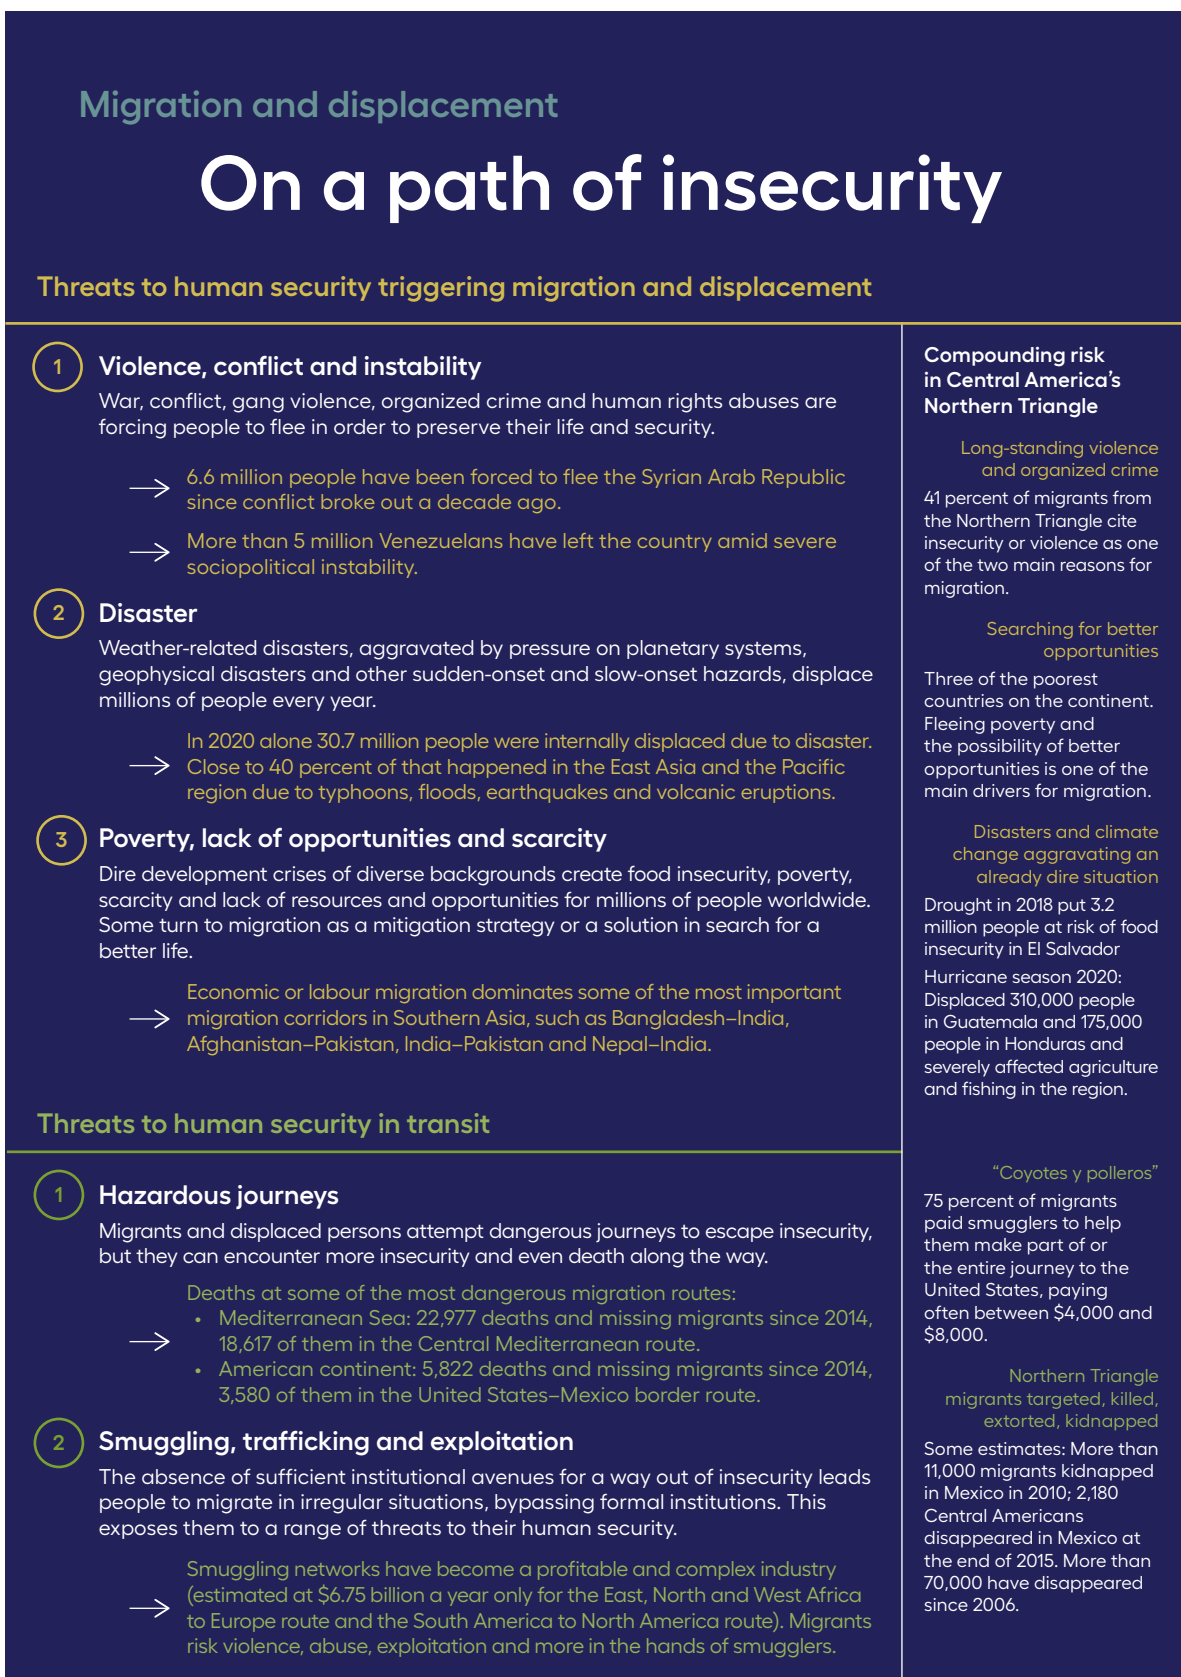 Migration and displacement
On a path of insecurity
Threats to human security triggering migration and displacement
1
Violence, conflict and instability
War, conflict, gang violence, organized crime and human rights abuses are
forcing people to flee in order to preserve their life and security.
6.6 million people have been forced to flee the Syrian Arab Republic
since conflict broke out a decade ago.
More than 5 million Venezuelans have left the country amid severe
sociopolitical instability.
2
Disaster
Weather-related disasters, aggravated by pressure on planetary systems,
geophysical disasters and other sudden-onset and slow-onset hazards, displace
millions of people every year.
In 2020 alone 30.7 million people were internally displaced due to disaster.
Close to 40 percent of that happened in the East Asia and the Pacific
region due to typhoons, floods, earthquakes and volcanic eruptions.
3
Poverty, lack of opportunities and scarcity
Dire development crises of diverse backgrounds create food insecurity, poverty,
scarcity and lack of resources and opportunities for millions of people worldwide.
Some turn to migration as a mitigation strategy or a solution in search for a
better life.
Economic or labour migration dominates some of the most important
migration corridors in Southern Asia, such as Bangladesh–India,
Afghanistan–Pakistan, India–Pakistan and Nepal–India.
Threats to human security in transit
1
Hazardous journeys
Migrants and displaced persons attempt dangerous journeys to escape insecurity,
but they can encounter more insecurity and even death along the way.
Deaths at some of the most dangerous migration routes:
• Mediterranean Sea: 22,977 deaths and missing migrants since 2014,
18,617 of them in the Central Mediterranean route.
• American continent: 5,822 deaths and missing migrants since 2014,
3,580 of them in the United States–Mexico border route.
2
Smuggling, trafficking and exploitation
The absence of sufficient institutional avenues for a way out of insecurity leads
people to migrate in irregular situations, bypassing formal institutions. This
exposes them to a range of threats to their human security.
Smuggling networks have become a profitable and complex industry
(estimated at $6.75 billion a year only for the East, North and West Africa
to Europe route and the South America to North America route). Migrants
risk violence, abuse, exploitation and more in the hands of smugglers.
Compounding risk
in Central America’s
Northern Triangle
Long-standing violence
and organized crime
41 percent of migrants from
the Northern Triangle cite
insecurity or violence as one
of the two main reasons for
migration.
Searching for better
opportunities
Three of the poorest
countries on the continent.
Fleeing poverty and
the possibility of better
opportunities is one of the
main drivers for migration.
Disasters and climate
change aggravating an
already dire situation
Drought in 2018 put 3.2
million people at risk of food
insecurity in El Salvador
Hurricane season 2020:
Displaced 310,000 people
in Guatemala and 175,000
people in Honduras and
severely affected agriculture
and fishing in the region.
“Coyotes y polleros”
75 percent of migrants
paid smugglers to help
them make part of or
the entire journey to the
United States, paying
often between $4,000 and
$8,000.
Northern Triangle
migrants targeted, killed,
extorted, kidnapped
Some estimates: More than
11,000 migrants kidnapped
in Mexico in 2010; 2,180
Central Americans
disappeared in Mexico at
the end of 2015. More than
70,000 have disappeared
since 2006.